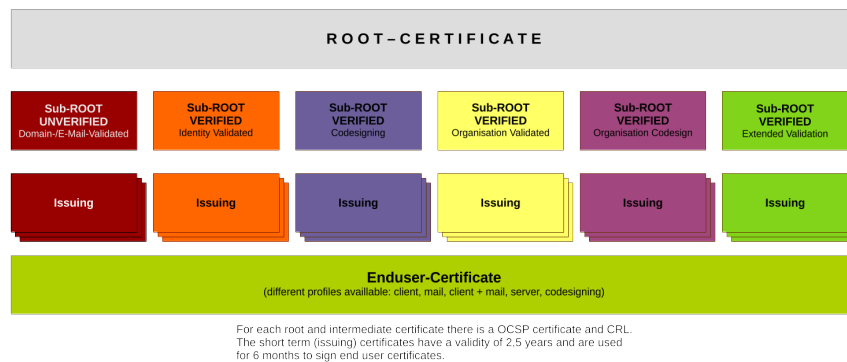 ROOT–CERTIFICATE
Sub-ROOT
UNVERIFIED
Domain-/E-Mail-Validated
Sub-ROOT
VERIFIED
Identity Validated
Sub-ROOT
VERIFIED
Codesigning
Sub-ROOT
VERIFIED
Organisation Validated
Sub-ROOT
VERIFIED
Organisation Codesign
Sub-ROOT
VERIFIED
Extended Validation
Issuing
Issuing
Issuing
Issuing
Issuing
Issuing
Enduser-Certificate
(different profiles availlable: client, mail, client + mail, server, codesigning)
For each root and intermediate certificate there is a OCSP certificate and CRL.
The short term (issuing) certificates have a validity of 2,5 years and are used
for 6 months to sign end user certificates.